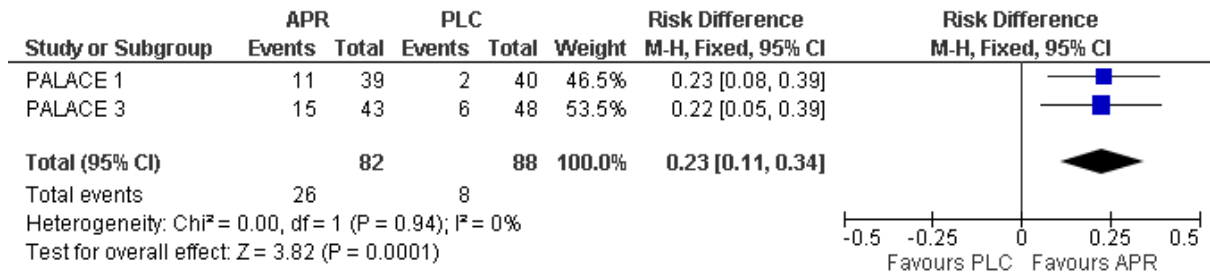 APR PLC Risk Difference Risk Difference
Study or Subgroup Events Total Events Total Weight M-H, Fixed, 95% CI M-H, Fixed, 95% CI
PALACE 1 11 39 2 40 46.5% 0.23 [0.08, 0.39]
PALACE 3 15 43 6 48 53.5% 0.22 [0.05, 0.39]
Total (95% CI) 82 88 100.0% 0.23 [0.11, 0.34]
Total events 26 8
Heterogeneity: Chi² = 0.00, df = 1 (P = 0.94); I² = 0%
Test for overall effect: Z = 3.82 (P = 0.0001)
-0.5 -0.25 0 0.25 0.5
Favours PLC Favours APR